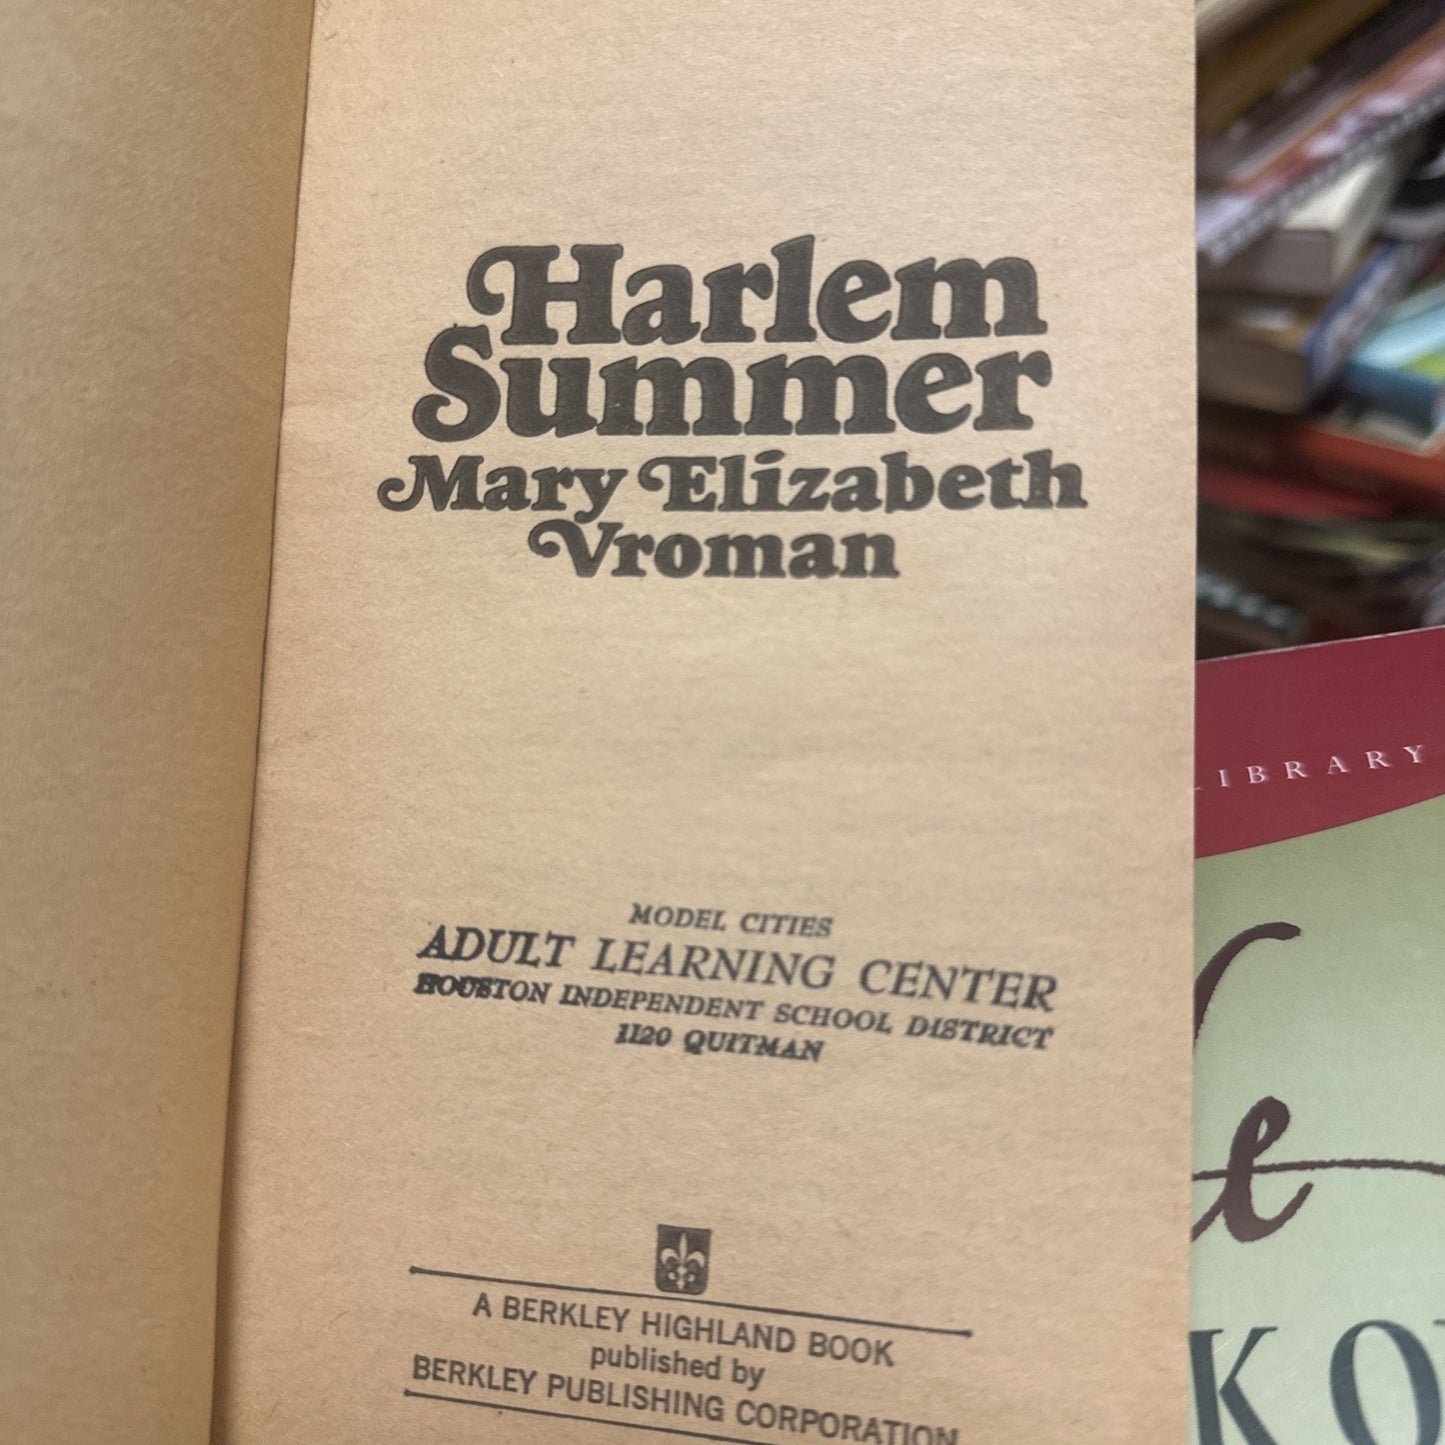 Harlem
Summer
Mary Elizabeth
Vroman
MODEL CITIES
ADULT LEARNING CENTER
HOUSTON INDEPENDENT SCHOOL DISTRICT
1120 QUITMAN
A BERKLEY HIGHLAND BOOK
published by
BERKLEY PUBLISHING CORPORATION
LIBRARY